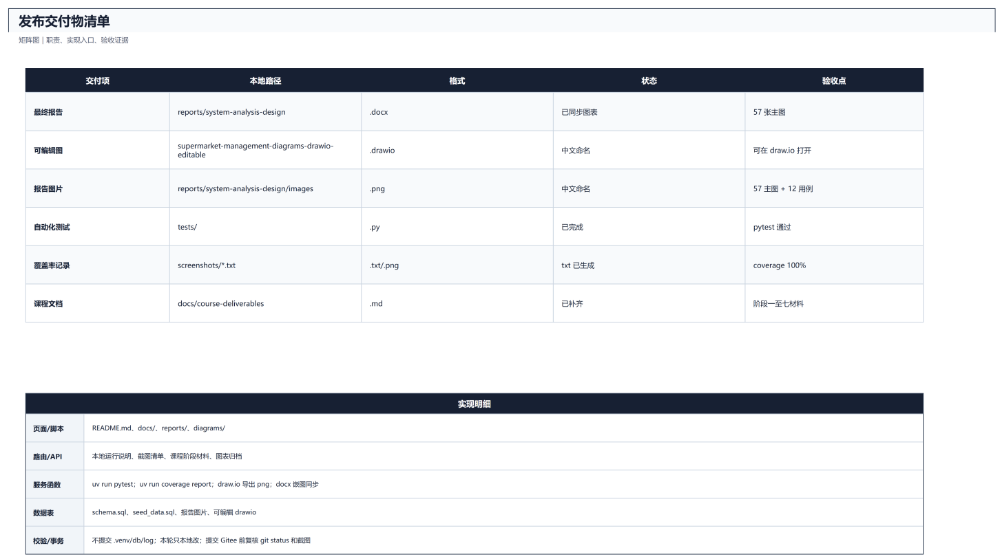 发布交付物清单
矩阵图 | 职责、实现入口、验收证据
交付项 本地路径 格式 状态 验收点
最终报告 reports/system-analysis-design .docx 已同步图表 57 张主图
可编辑图 supermarket-management-diagrams-drawio-
editable .drawio 中文命名 可在 draw.io 打开
报告图片 reports/system-analysis-design/images .png 中文命名 57 主图 + 12 用例
自动化测试 tests/ .py 已完成 pytest 通过
覆盖率记录 screenshots/*.txt .txt/.png txt 已生成 coverage 100%
课程文档 docs/course-deliverables .md 已补齐 阶段一至七材料
实现明细
页面/脚本 README.md、docs/、reports/、diagrams/
路由/API 本地运行说明、截图清单、课程阶段材料、图表归档
服务函数 uv run pytest；uv run coverage report；draw.io 导出 png；docx 嵌图同步
数据表 schema.sql、seed_data.sql、报告图片、可编辑 drawio
校验/事务 不提交 .venv/db/log；本轮只本地改；提交 Gitee 前复核 git status 和截图